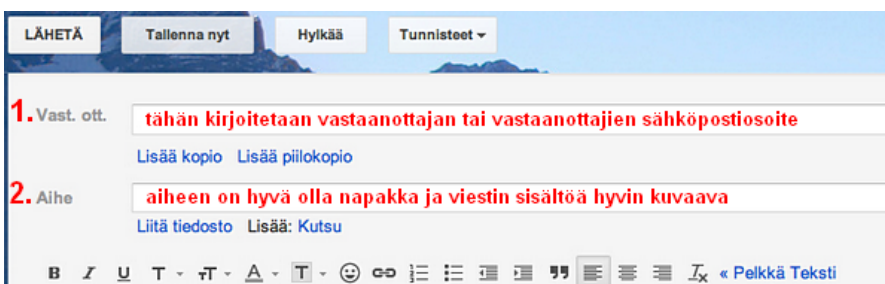 LÄHETÄ Tallenna nyt Hylkää Tunnisteet
1. Vast. ott. tähän kirjoitetaan vastaanottajan tai vastaanottajien sähköpostiosoite
Lisää kopio Lisää piilokopio
2. Aihe aiheen on hyvä olla napakka ja viestin sisältöä hyvin kuvaava
Liitä tiedosto Lisää: Kutsu
B I U T T A T « Pelkkä Teksti